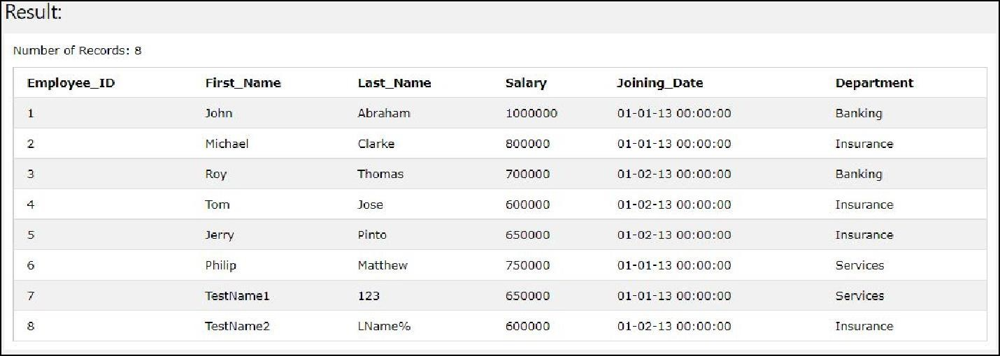 Result:
Number of Records: 8
Employee_ID First_Name Last_Name Salary Joining_Date Department
1 John Abraham 1000000 01-01-13 00:00:00 Banking
2 Michael Clarke 800000 01-01-13 00:00:00 Insurance
3 Roy Thomas 700000 01-02-13 00:00:00 Banking
4 Tom Jose 600000 01-02-13 00:00:00 Insurance
5 Jerry Pinto 650000 01-02-13 00:00:00 Insurance
6 Philip Matthew 750000 01-01-13 00:00:00 Services
7 TestName1 123 650000 01-01-13 00:00:00 Services
8 TestName2 LName% 600000 01-02-13 00:00:00 Insurance